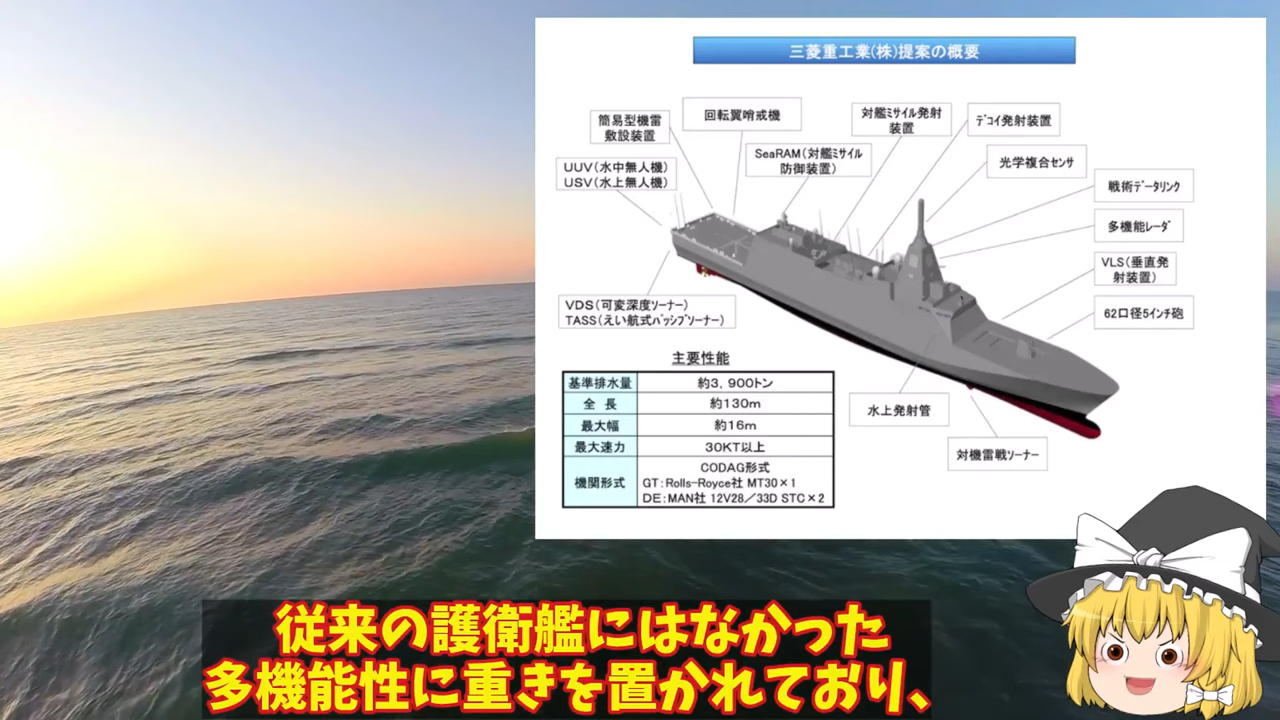 三菱重工業(株)提案の概要
簡易型機雷
敷設装置
回転翼哨戒機
対艦ﾐｻｲﾙ発射
装置
ﾃﾞｺｲ発射装置
UUV(水中無人機)
USV(水上無人機)
SeaRAM(対艦ﾐｻｲﾙ
防御装置)
光学複合ｾﾝｻ
戦術ﾃﾞｰﾀﾘﾝｸ
多機能ﾚｰﾀﾞ
VLS(垂直発
射装置)
62口径5ｲﾝﾁ砲
VDS(可変深度ｿｰﾅｰ)
TASS(えい航式ﾊﾟｯｼﾌﾞｿｰﾅｰ)
水上発射管
対機雷戦ｿｰﾅｰ
主要性能
基準排水量 約3，900トン
全 長 約130m
最大幅 約16m
最大速力 30KT以上
機関形式 CODAG形式
GT：Rolls-Royce社 MT30×1
DE：MAN社 12V28／33D STC×2
従来の護衛艦にはなかった
多機能性に重きを置かれており、